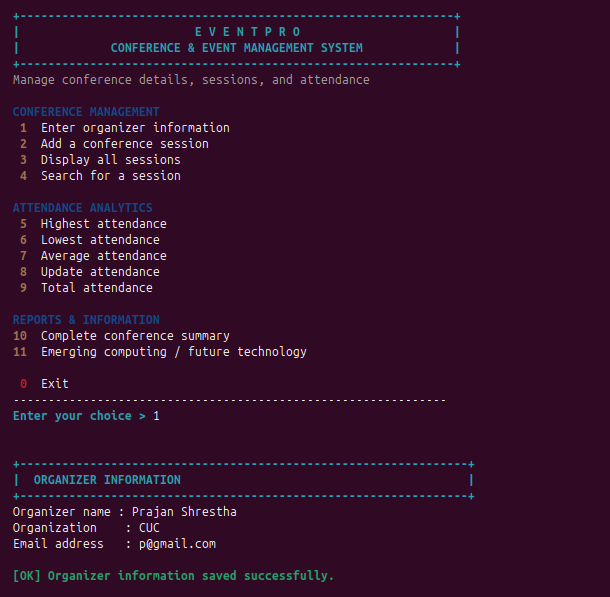 +--------------------------------------------------------------+
|                         E V E N T P R O                      |
|             CONFERENCE & EVENT MANAGEMENT SYSTEM             |
+--------------------------------------------------------------+
Manage conference details, sessions, and attendance
CONFERENCE MANAGEMENT
 1  Enter organizer information
 2  Add a conference session
 3  Display all sessions
 4  Search for a session
ATTENDANCE ANALYTICS
 5  Highest attendance
 6  Lowest attendance
 7  Average attendance
 8  Update attendance
 9  Total attendance
REPORTS & INFORMATION
10  Complete conference summary
11  Emerging computing / future technology
 0  Exit
--------------------------------------------------------------
Enter your choice > 1
+----------------------------------------------------------------+
|  ORGANIZER INFORMATION                                         |
+----------------------------------------------------------------+
Organizer name : Prajan Shrestha
Organization    : CUC
Email address   : p@gmail.com
[OK] Organizer information saved successfully.